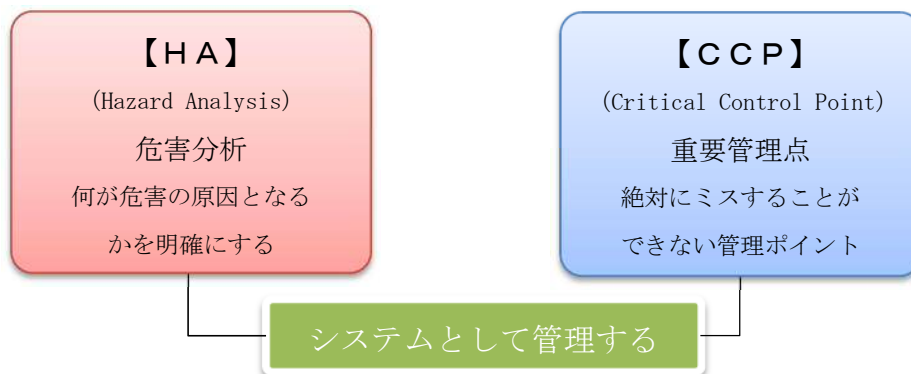 【ＨＡ】
(Hazard Analysis)
危害分析
何が危害の原因となる
かを明確にする
【ＣＣＰ】
(Critical Control Point)
重要管理点
絶対にミスすることが
できない管理ポイント
システムとして管理する